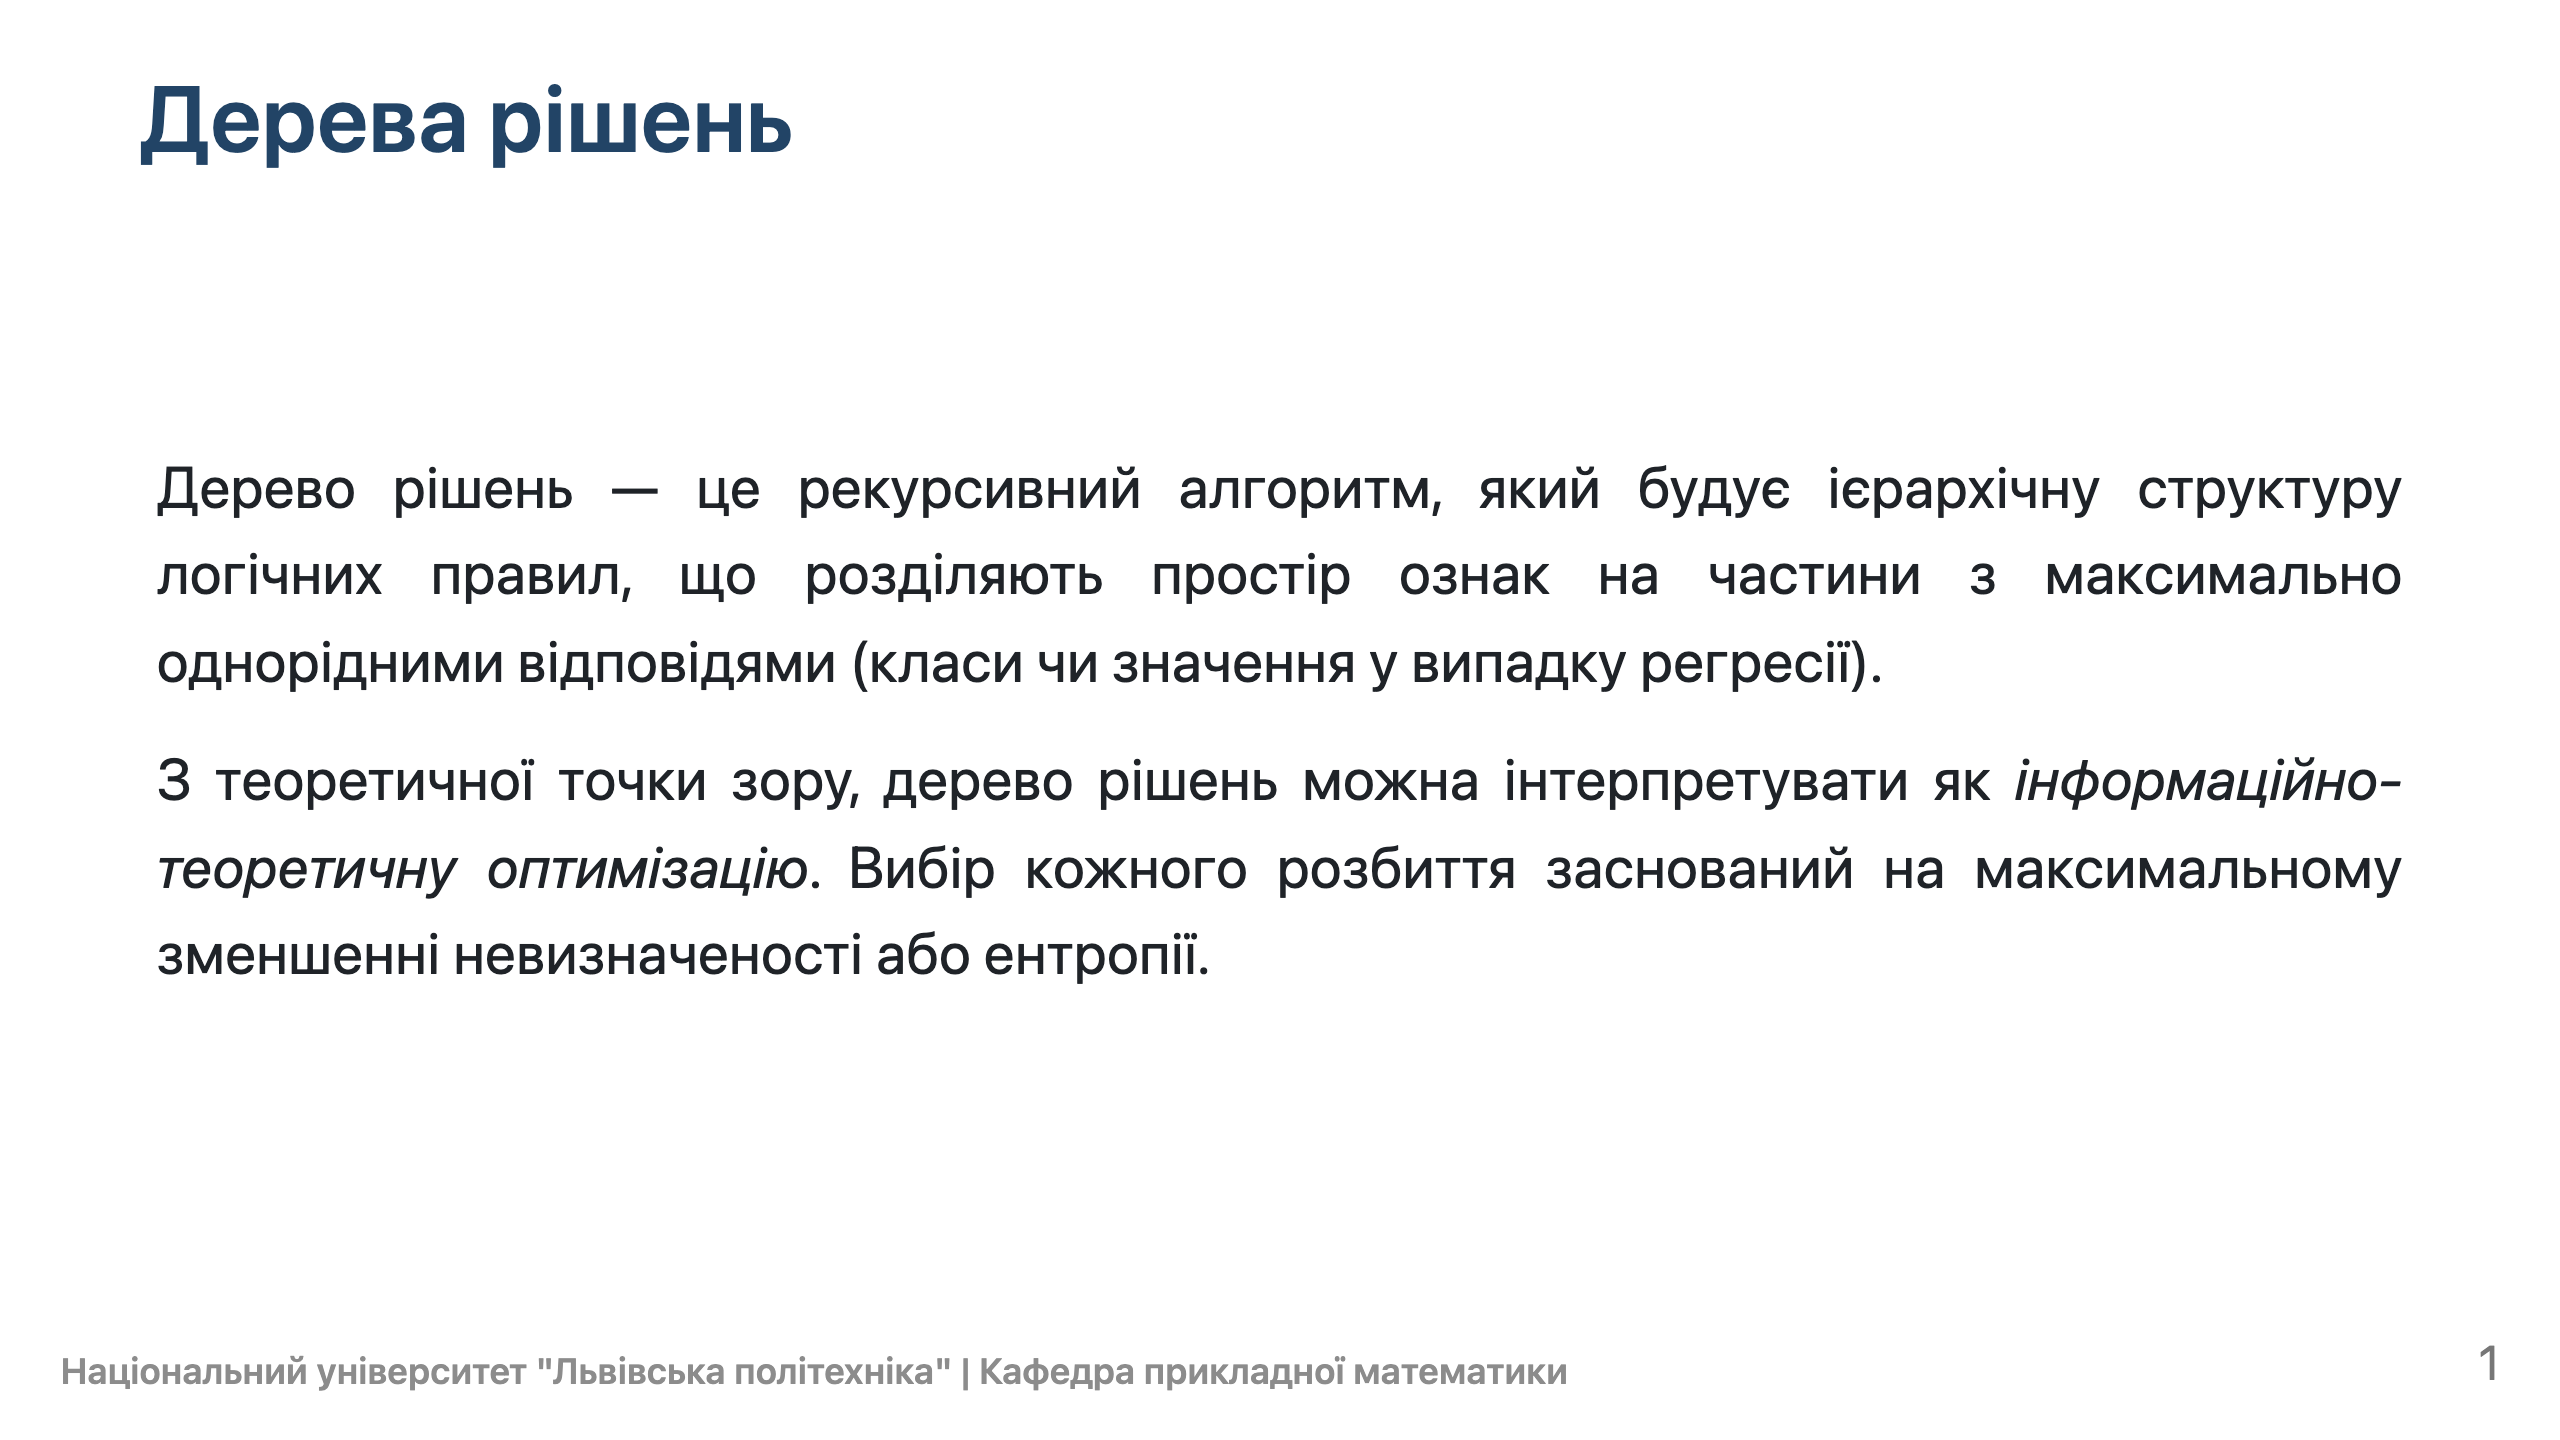 Дерева рішень
Дерево рішень — це рекурсивний алгоритм, який будує ієрархічну структуру
логічних правил, що розділяють простір ознак на частини з максимально
однорідними відповідями (класи чи значення у випадку регресії).
З теоретичної точки зору, дерево рішень можна інтерпретувати як інформаційно-
теоретичну оптимізацію. Вибір кожного розбиття заснований на максимальному
зменшенні невизначеності або ентропії.
Національний університет "Львівська політехніка" | Кафедра прикладної математики
1